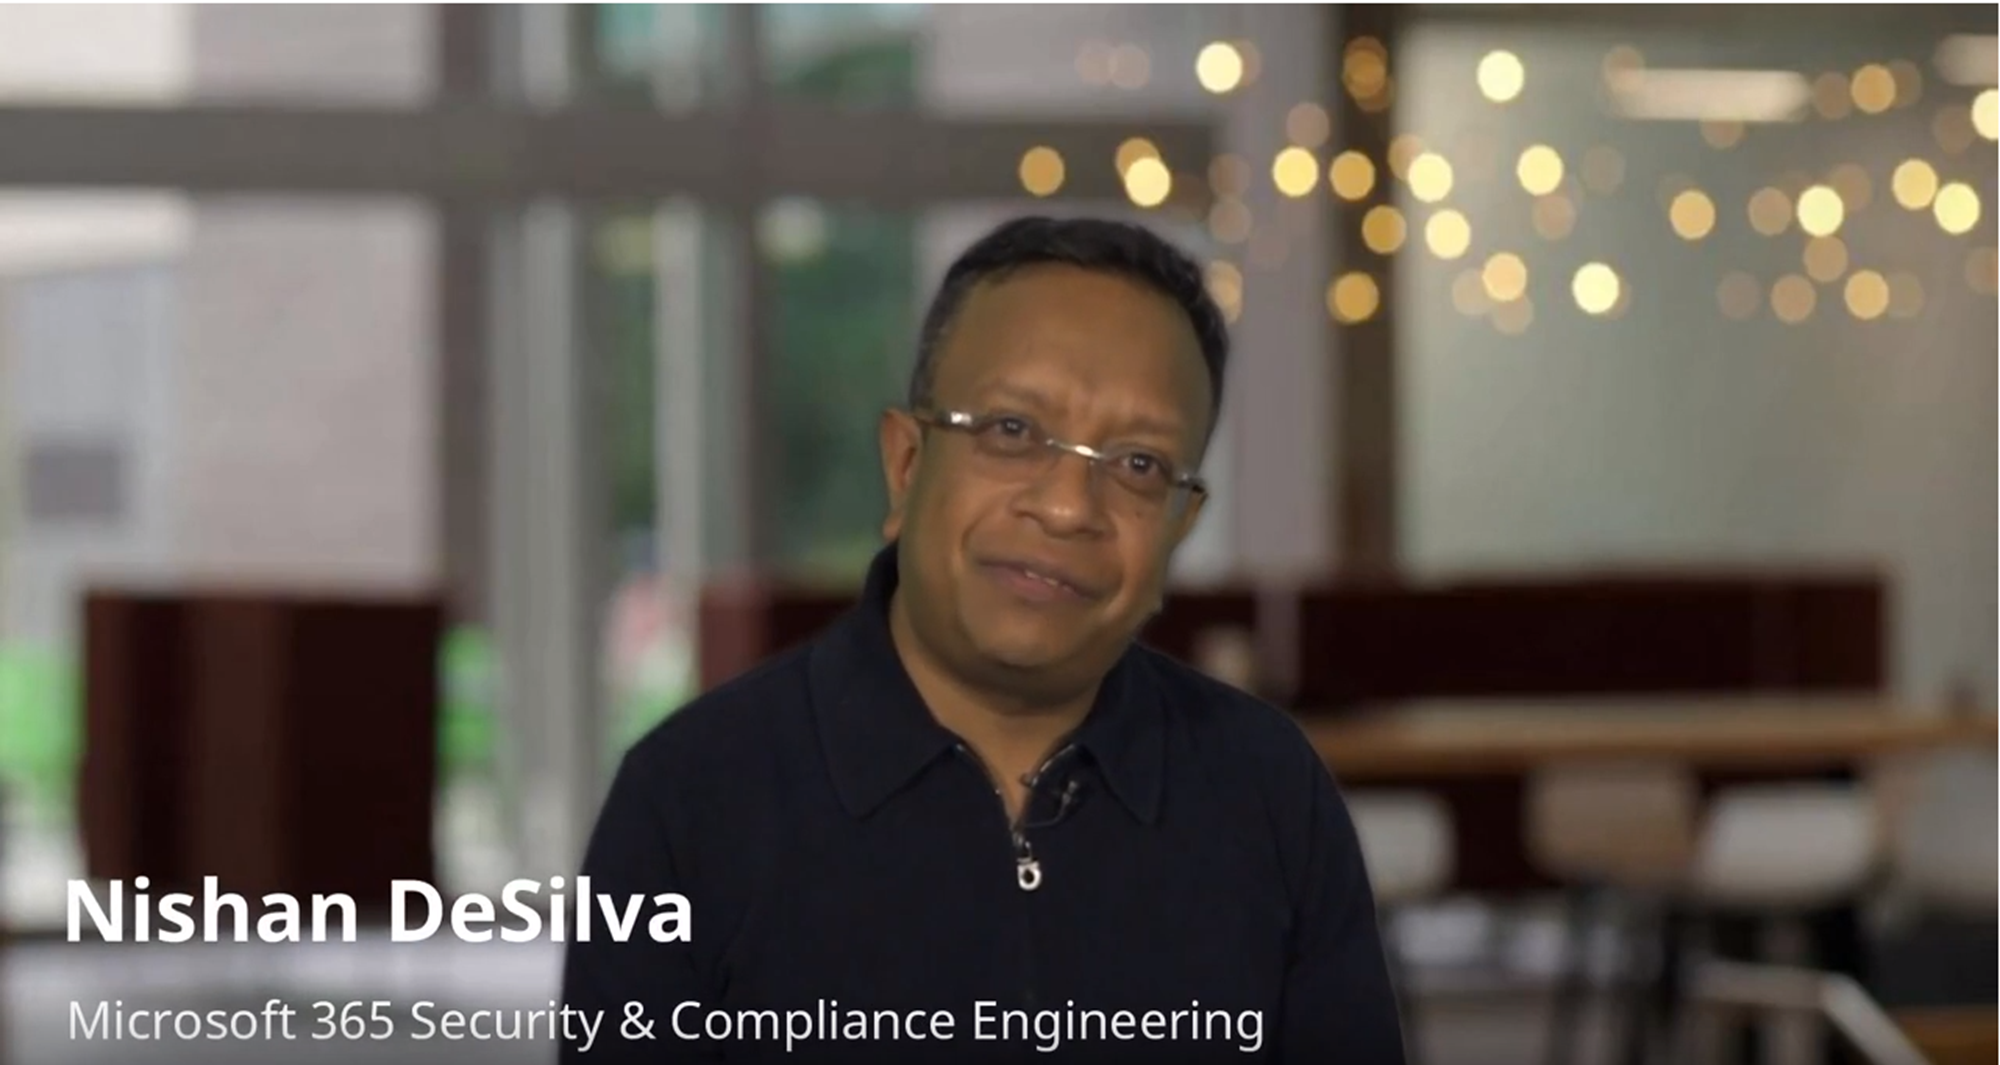 Nishan DeSilva
Microsoft 365 Security & Compliance Engineering